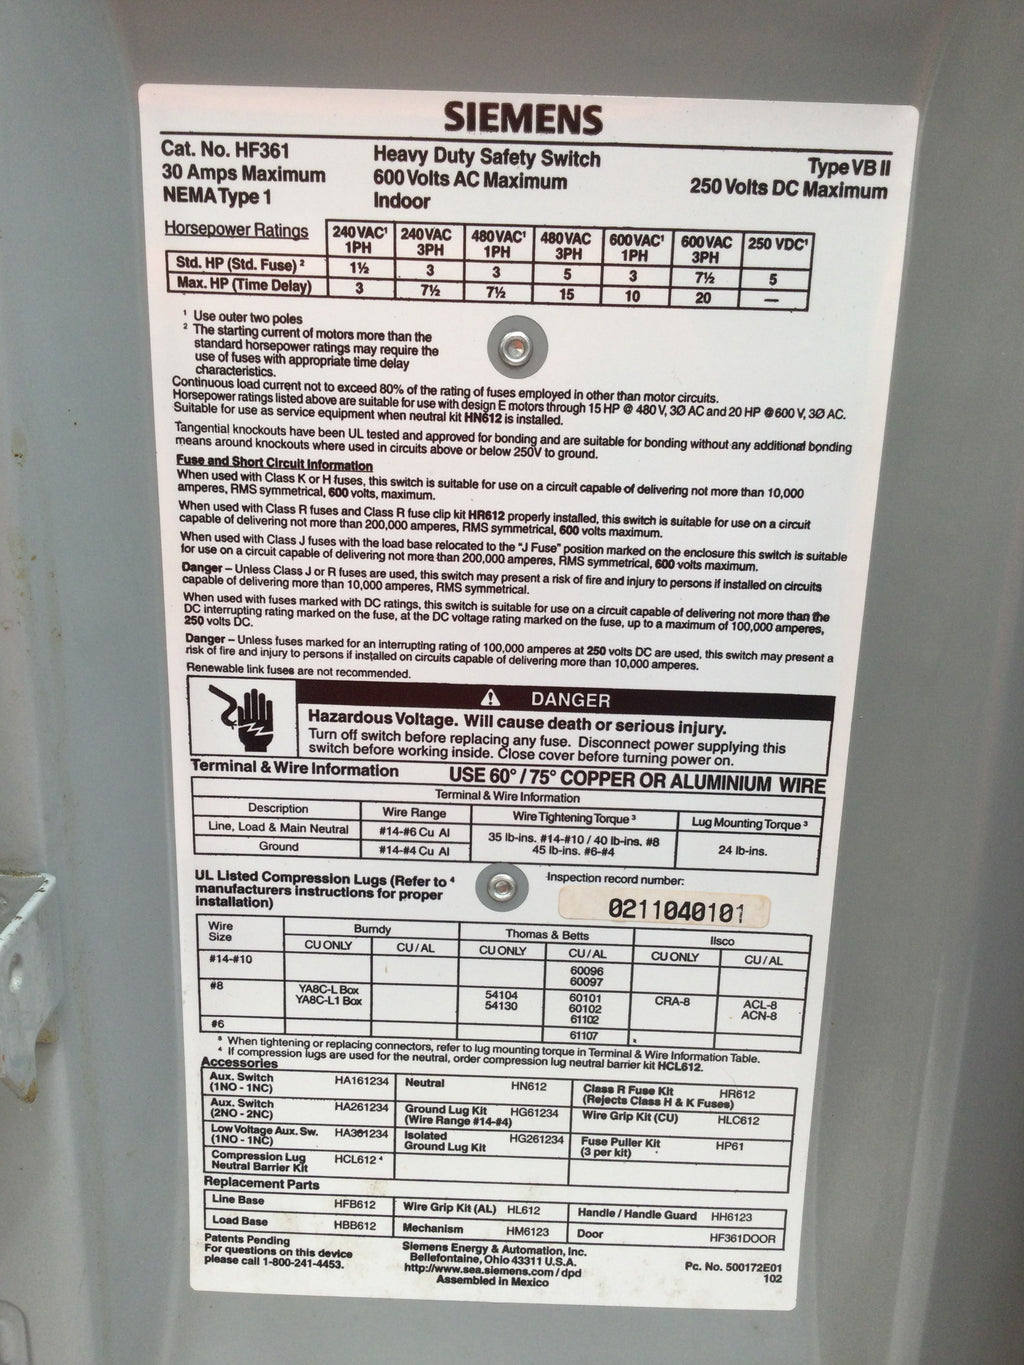 SIEMENS
Cat. No. HF361
30 Amps Maximum
NEMA Type 1
Heavy Duty Safety Switch
600 Volts AC Maximum
Indoor
Type VB II
250 Volts DC Maximum
Horsepower Ratings 240 VAC¹ 1PH 240 VAC 3PH 480 VAC¹ 1PH 480 VAC 3PH 600 VAC¹ 1PH 600 VAC 3PH 250 VDC¹
Std. HP (Std. Fuse) ² 1½ 3 3 5 3 7½ 5
Max. HP (Time Delay) 3 7½ 7½ 15 10 20 —
¹ Use outer two poles
² The starting current of motors more than the
standard horsepower ratings may require the
use of fuses with appropriate time delay
characteristics.
Continuous load current not to exceed 80% of the rating of fuses employed in other than motor circuits.
Horsepower ratings listed above are suitable for use with design E motors through 15 HP @ 480 V, 3Ø AC and 20 HP @ 600 V, 3Ø AC.
Suitable for use as service equipment when neutral kit HN612 is installed.
Tangential knockouts have been UL tested and approved for bonding and are suitable for bonding without any additional bonding
means around knockouts where used in circuits above or below 250V to ground.
Fuse and Short Circuit Information
When used with Class K or H fuses, this switch is suitable for use on a circuit capable of delivering not more than 10,000
amperes, RMS symmetrical, 600 volts, maximum.
When used with Class R fuses and Class R fuse clip kit HR612 properly installed, this switch is suitable for use on a circuit
capable of delivering not more than 200,000 amperes, RMS symmetrical, 600 volts maximum.
When used with Class J fuses with the load base relocated to the "J Fuse" position marked on the enclosure this switch is suitable
for use on a circuit capable of delivering not more than 200,000 amperes, RMS symmetrical, 600 volts maximum.
Danger – Unless Class J or R fuses are used, this switch may present a risk of fire and injury to persons if installed on circuits
capable of delivering more than 10,000 amperes, RMS symmetrical.
When used with fuses marked with DC ratings, this switch is suitable for use on a circuit capable of delivering not more than the
DC interrupting rating marked on the fuse, at the DC voltage rating marked on the fuse, up to a maximum of 100,000 amperes,
250 volts DC.
Danger – Unless fuses marked for an interrupting rating of 100,000 amperes at 250 volts DC are used, this switch may present a
risk of fire and injury to persons if installed on circuits capable of delivering more than 10,000 amperes.
Renewable link fuses are not recommended.
DANGER
Hazardous Voltage. Will cause death or serious injury.
Turn off switch before replacing any fuse. Disconnect power supplying this
switch before working inside. Close cover before turning power on.
Terminal & Wire Information USE 60° / 75° COPPER OR ALUMINIUM WIRE
Terminal & Wire Information
Description Wire Range Wire Tightening Torque ³ Lug Mounting Torque ³
Line, Load & Main Neutral #14-#6 Cu Al 35 lb-ins. #14-#10 / 40 lb-ins. #8
45 lb-ins. #6-#4 24 lb-ins.
Ground #14-#4 Cu Al
UL Listed Compression Lugs (Refer to ⁴
manufacturers instructions for proper
installation)
Inspection record number:
0211040101
Wire Size Burndy Thomas & Betts Ilsco
CU ONLY CU / AL CU ONLY CU / AL CU ONLY CU / AL
#14-#10 60096
60097
#8 YA8C-L Box 54104 60101 CRA-8 ACL-8
YA8C-L1 Box 54130 60102 ACN-8
61102
#6 61107
³ When tightening or replacing connectors, refer to lug mounting torque in Terminal & Wire Information Table.
⁴ If compression lugs are used for the neutral, order compression lug neutral barrier kit HCL612.
Accessories
Aux. Switch (1NO - 1NC) HA161234 Neutral HN612 Class R Fuse Kit (Rejects Class H & K Fuses) HR612
Aux. Switch (2NO - 2NC) HA261234 Ground Lug Kit (Wire Range #14-#4) HG61234 Wire Grip Kit (CU) HLC612
Low Voltage Aux. Sw. (1NO - 1NC) HA361234 Isolated Ground Lug Kit HG261234 Fuse Puller Kit (3 per kit) HP61
Compression Lug Neutral Barrier Kit HCL612 ⁴
Replacement Parts
Line Base HFB612 Wire Grip Kit (AL) HL612 Handle / Handle Guard HH6123
Load Base HBB612 Mechanism HM6123 Door HF361DOOR
Patents Pending
For questions on this device
please call 1-800-241-4453.
Siemens Energy & Automation, Inc.
Bellefontaine, Ohio 43311 U.S.A.
http://www.sea.siemens.com / dpd
Assembled in Mexico
Pc. No. 500172E01
102